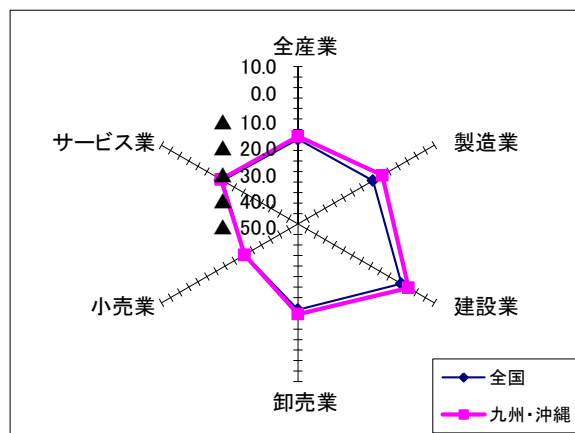 全産業
10.0
0.0
▲ 10.0
▲ 20.0
▲ 30.0
▲ 40.0
▲ 50.0
製造業
建設業
卸売業
小売業
サービス業
全国
九州・沖縄